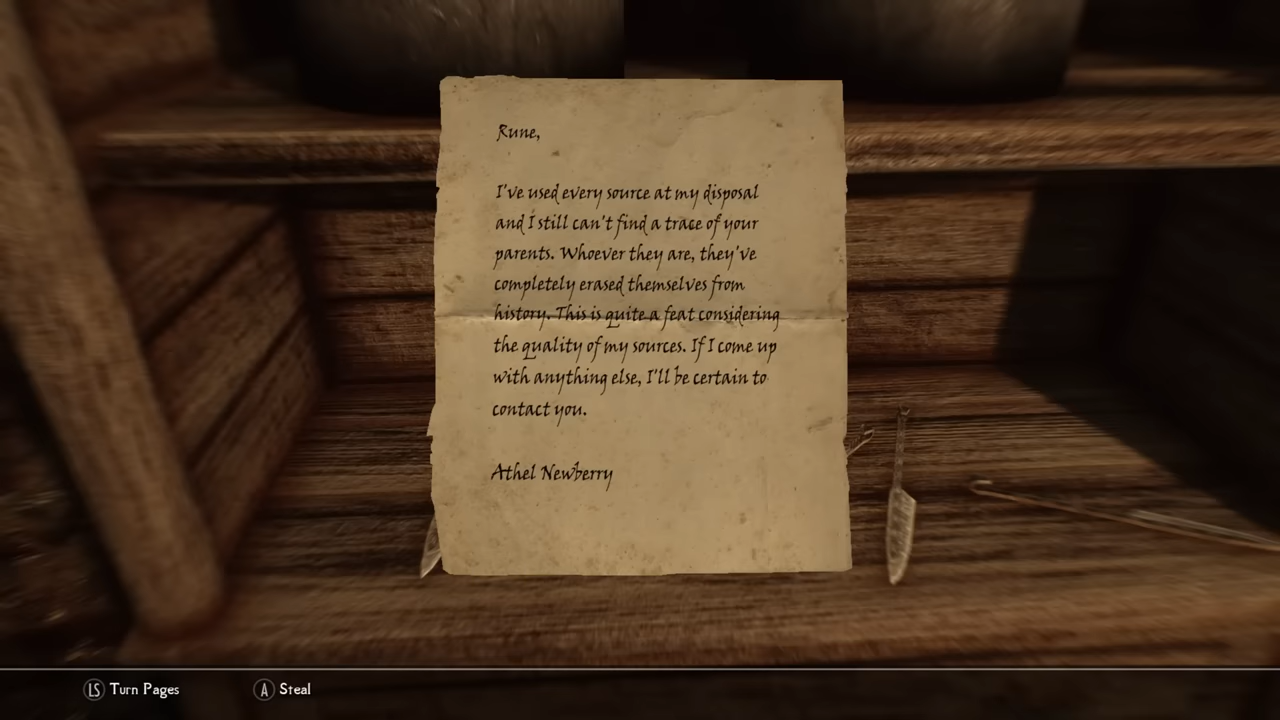 Rune,
I've used every source at my disposal
and I still can't find a trace of your
parents. Whoever they are, they've
completely erased themselves from
history. This is quite a feat considering
the quality of my sources. If I come up
with anything else, I'll be certain to
contact you.
Athel Newberry
LS Turn Pages A Steal